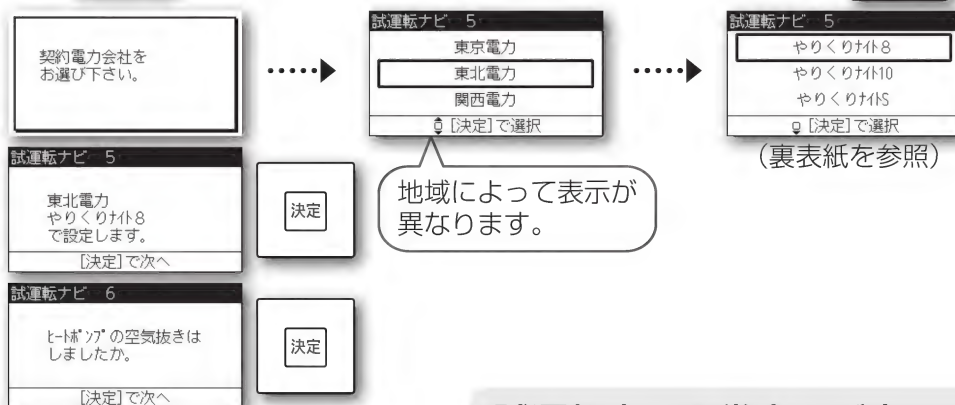 契約電力会社を
お選び下さい。
試運転ナビ 5
東京電力
東北電力
関西電力
[決定]で選択
試運転ナビ 5
やりくりﾅｲﾄ8
やりくりﾅｲﾄ10
やりくりﾅｲﾄS
[決定]で選択
(裏表紙を参照)
地域によって表示が
異なります。
試運転ナビ 5
東北電力
やりくりﾅｲﾄ8
で設定します。
[決定]で次へ
決定
試運転ナビ 6
ﾋｰﾄﾎﾟﾝﾌﾟの空気抜きは
しましたか。
[決定]で次へ
決定